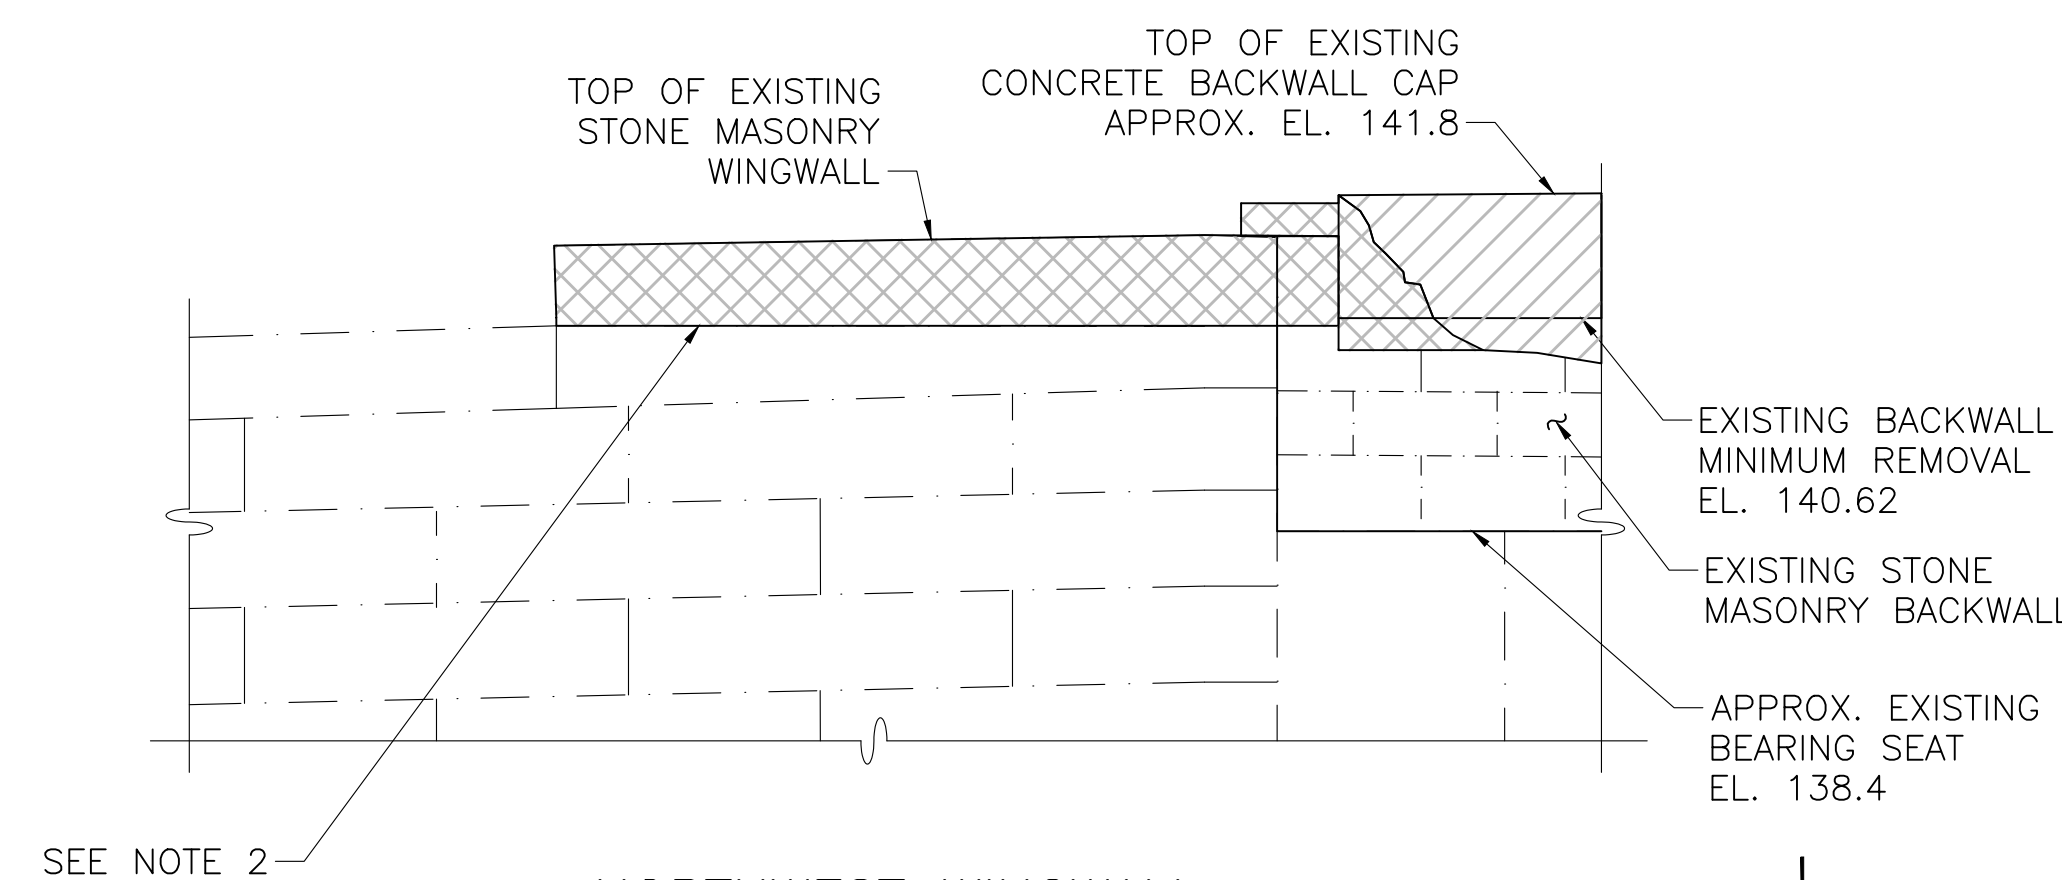 TOP OF EXISTING
CONCRETE BACKWALL CAP
APPROX. EL. 141.8
TOP OF EXISTING
STONE MASONRY
WINGWALL
EXISTING BACKWALL
MINIMUM REMOVAL
EL. 140.62
EXISTING STONE
MASONRY BACKWALL
APPROX. EXISTING
BEARING SEAT
EL. 138.4
SEE NOTE 2